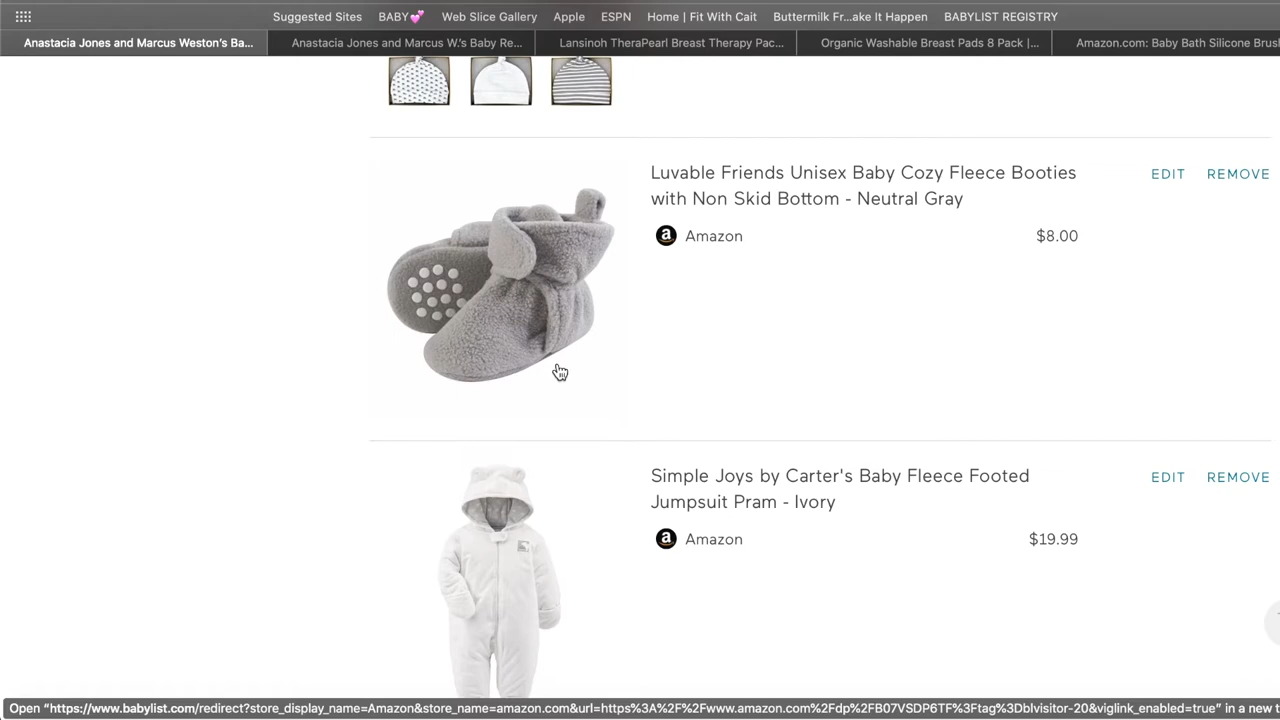 Suggested Sites BABY💕 Web Slice Gallery Apple ESPN Home | Fit With Cait Buttermilk Fr...ake It Happen BABYLIST REGISTRY
Anastacia Jones and Marcus Weston's Ba... Anastacia Jones and Marcus W.'s Baby Re... Lansinoh TheraPearl Breast Therapy Pac... Organic Washable Breast Pads 8 Pack |... Amazon.com: Baby Bath Silicone Brus
Luvable Friends Unisex Baby Cozy Fleece Booties EDIT REMOVE
with Non Skid Bottom - Neutral Gray
a Amazon $8.00
Simple Joys by Carter's Baby Fleece Footed EDIT REMOVE
Jumpsuit Pram - Ivory
a Amazon $19.99
Open "https://www.babylist.com/redirect?store_display_name=Amazon&store_name=amazon.com&url=https%3A%2F%2Fwww.amazon.com%2Fdp%2FB07VSDP6TF%3Ftag%3Dblvisitor-20&viglink_enabled=true" in a new t